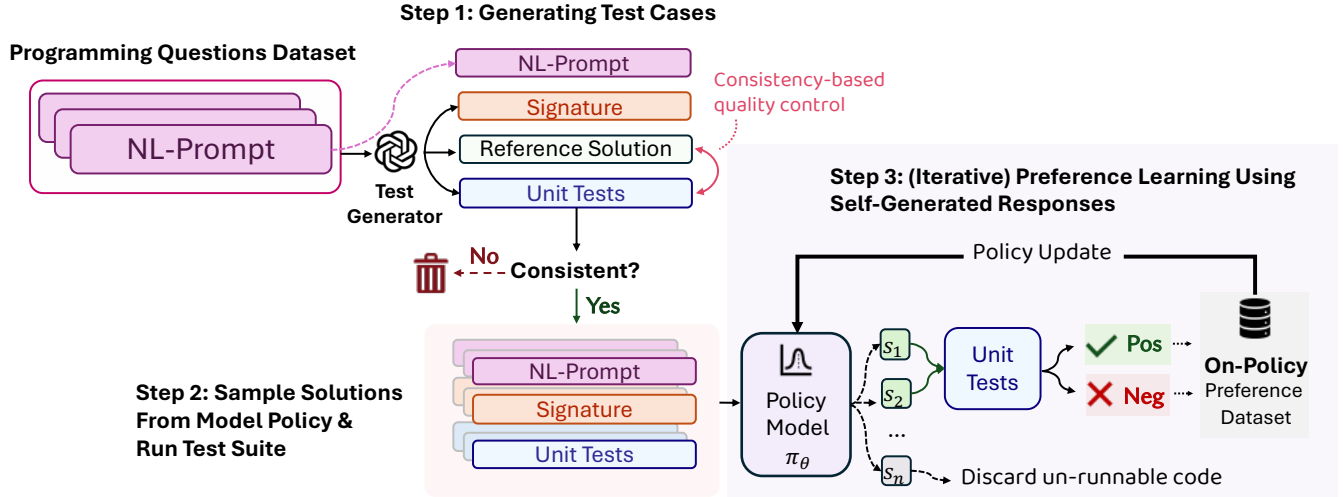 Step 1: Generating Test Cases
Programming Questions Dataset
NL-Prompt
Test
Generator
NL-Prompt
Signature
Reference Solution
Unit Tests
Consistency-based
quality control
Consistent?
No
Yes
Step 2: Sample Solutions
From Model Policy &
Run Test Suite
NL-Prompt
Signature
Unit Tests
Step 3: (Iterative) Preference Learning Using
Self-Generated Responses
Policy Update
Policy
Model
πθ
s1
s2
...
sn
Unit
Tests
Pos
Neg
On-Policy
Preference
Dataset
Discard un-runnable code